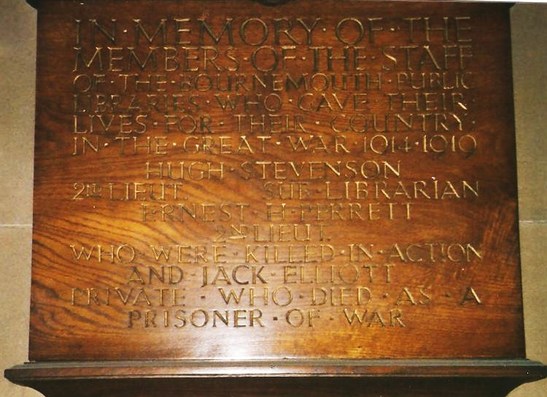 IN·MEMORY·OF·THE
MEMBERS·OF·THE·STAFF
OF·THE·BOURNEMOUTH·PUBLIC
LIBRARIES·WHO·GAVE·THEIR
LIVES·FOR·THEIR·COUNTRY·
IN·THE·GREAT·WAR·1914·1919
HUGH·STEVENSON
2ND·LIEUT SUB·LIBRARIAN
ERNEST·H·PERRETT
2ND·LIEUT
WHO·WERE·KILLED·IN·ACTION
AND·JACK·ELLIOTT
PRIVATE·WHO·DIED·AS·A
PRISONER·OF·WAR